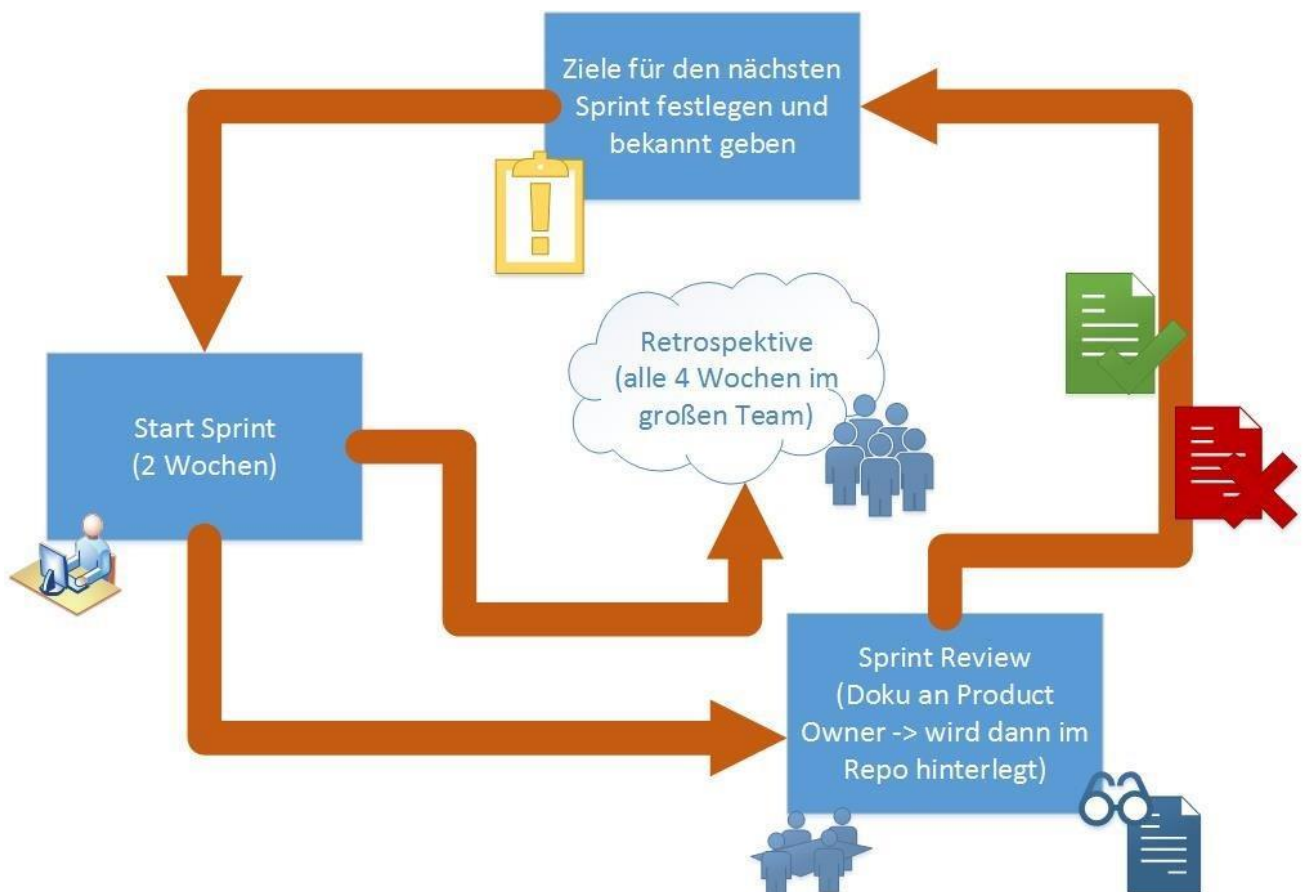 Ziele für den nächsten
Sprint festlegen und
bekannt geben
Retrospektive
(alle 4 Wochen im
großen Team)
Start Sprint
(2 Wochen)
Sprint Review
(Doku an Product
Owner -> wird dann im
Repo hinterlegt)